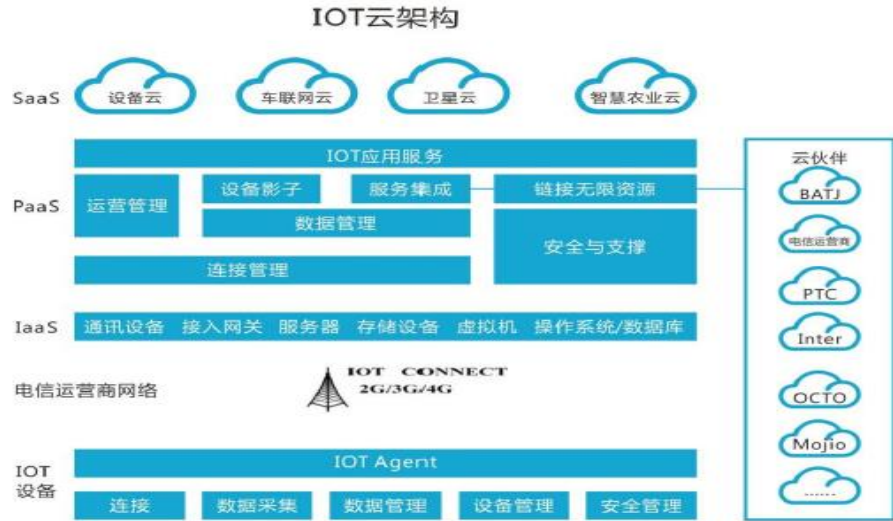 IOT云架构
SaaS
设备云
车联网云
卫星云
智慧农业云
PaaS
IOT应用服务
运营管理
设备影子
服务集成
链接无限资源
数据管理
安全与支撑
连接管理
IaaS
通讯设备 接入网关 服务器 存储设备 虚拟机 操作系统/数据库
电信运营商网络
IOT CONNECT
2G/3G/4G
IOT
设备
IOT Agent
连接
数据采集
数据管理
设备管理
安全管理
云伙伴
BATJ
电信运营商
PTC
Inter
OCTO
Mojio
......